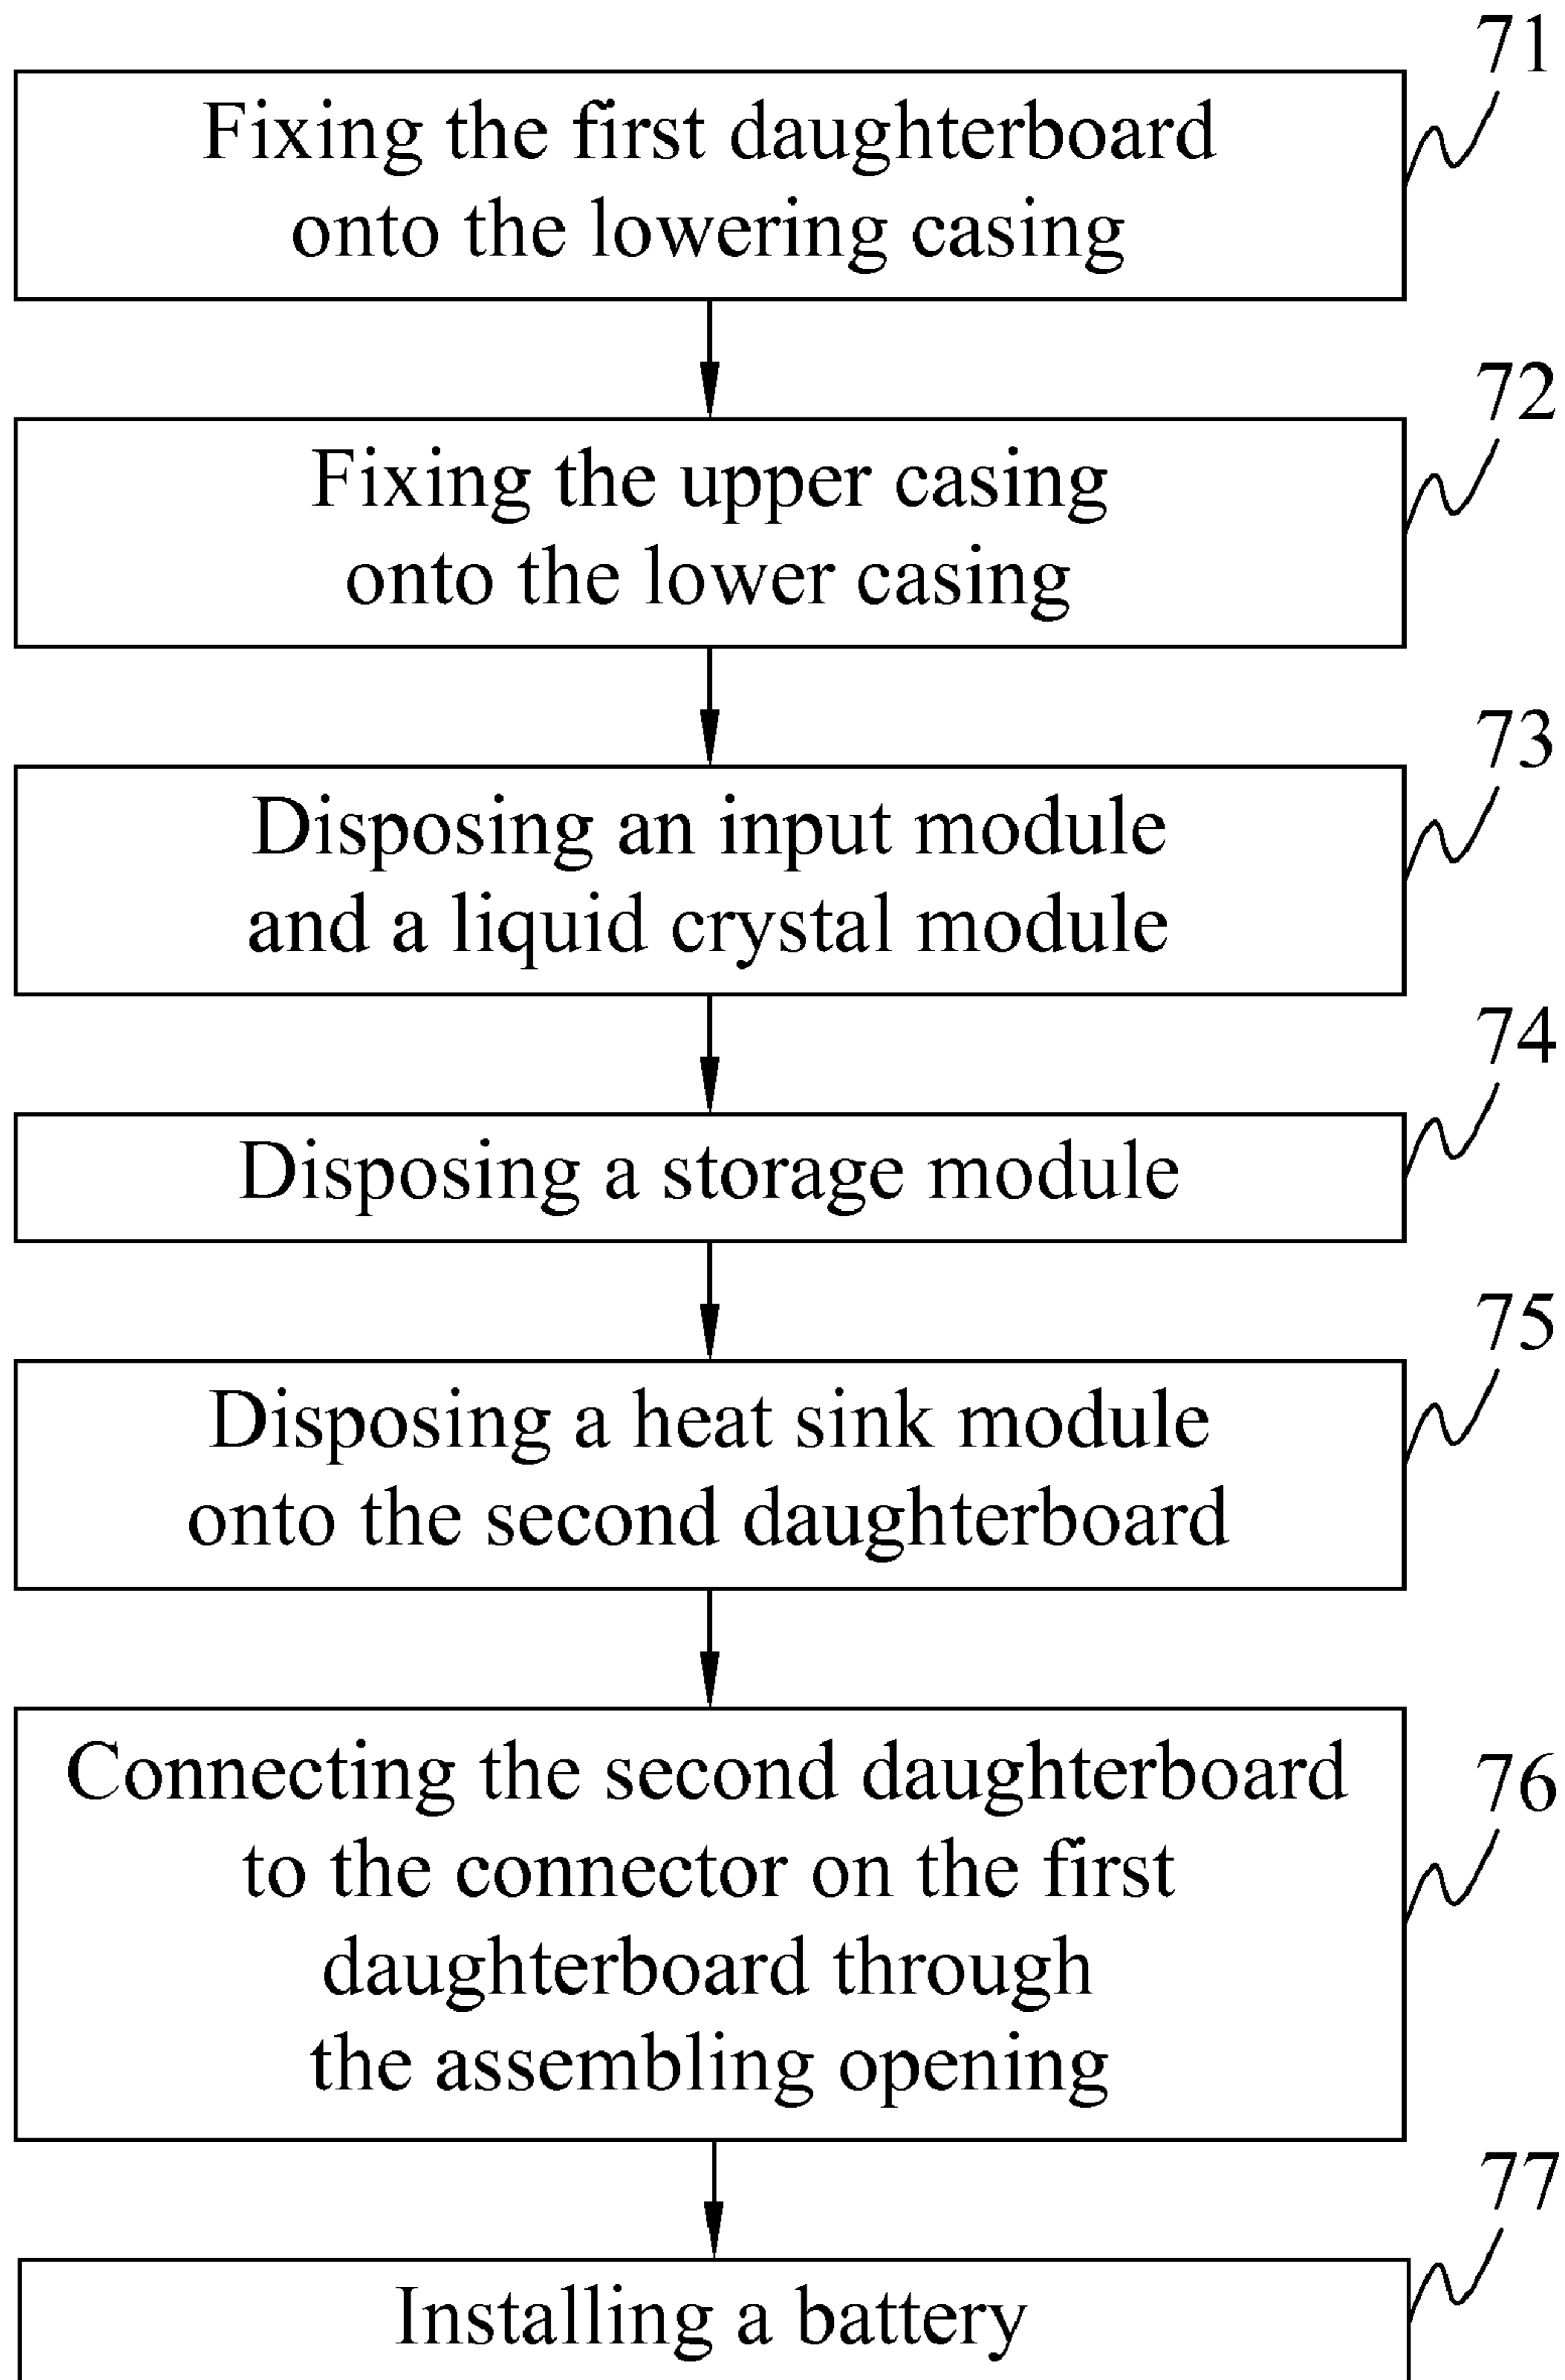 71
Fixing the first daughterboard
onto the lowering casing
72
Fixing the upper casing
onto the lower casing
73
Disposing an input module
and a liquid crystal module
74
Disposing a storage module
75
Disposing a heat sink module
onto the second daughterboard
76
Connecting the second daughterboard
to the connector on the first
daughterboard through
the assembling opening
77
Installing a battery